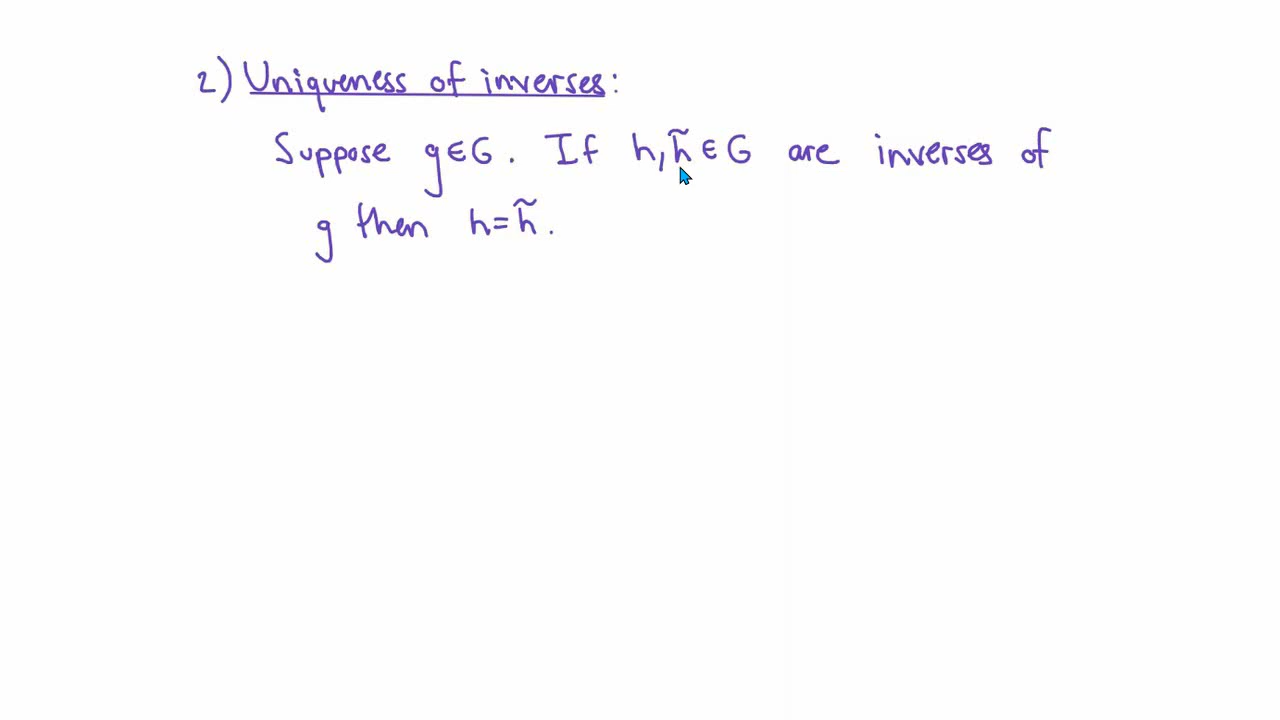 2) Uniqueness of inverses:
Suppose g∈G. If h, h̃ ∈ G are inverses of
g then h = h̃.